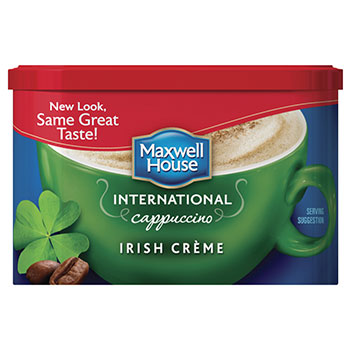 New Look,
Same Great
Taste!
Maxwell
House
INTERNATIONAL
cappuccino
IRISH CRÈME
SERVING
SUGGESTION